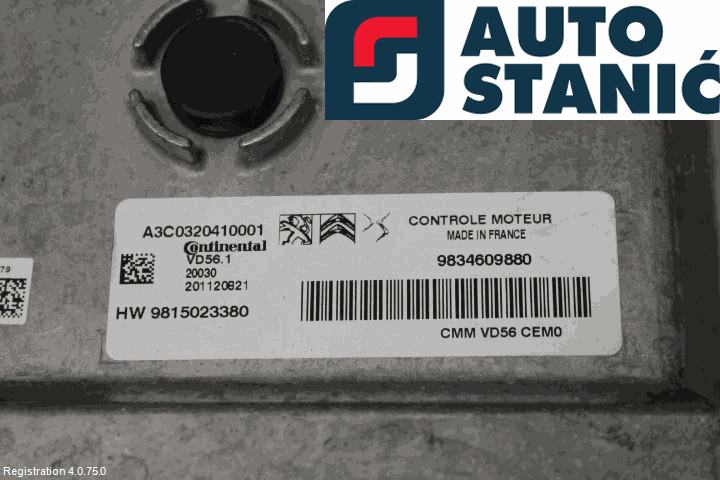 AUTO
STANIĆ
A3C0320410001
Continental
VD56.1
20030
201120821
HW 9815023380
CONTROLE MOTEUR
MADE IN FRANCE
9834609880
CMM VD56 CEM0
79
Registration 4.0.75.0